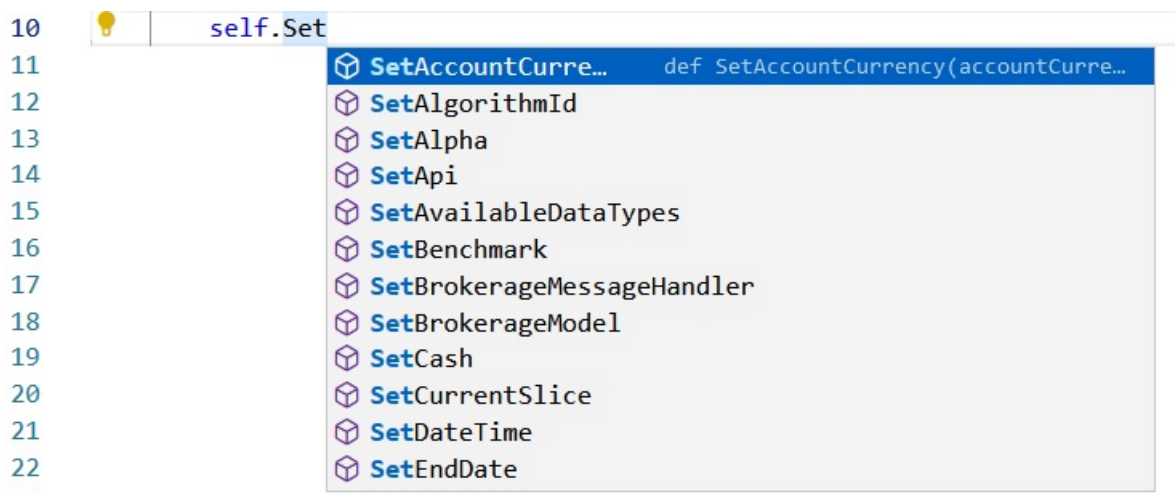 10 self.Set
11 SetAccountCurre… def SetAccountCurrency(accountCurre…
12 SetAlgorithmId
13 SetAlpha
14 SetApi
15 SetAvailableDataTypes
16 SetBenchmark
17 SetBrokerageMessageHandler
18 SetBrokerageModel
19 SetCash
20 SetCurrentSlice
21 SetDateTime
22 SetEndDate